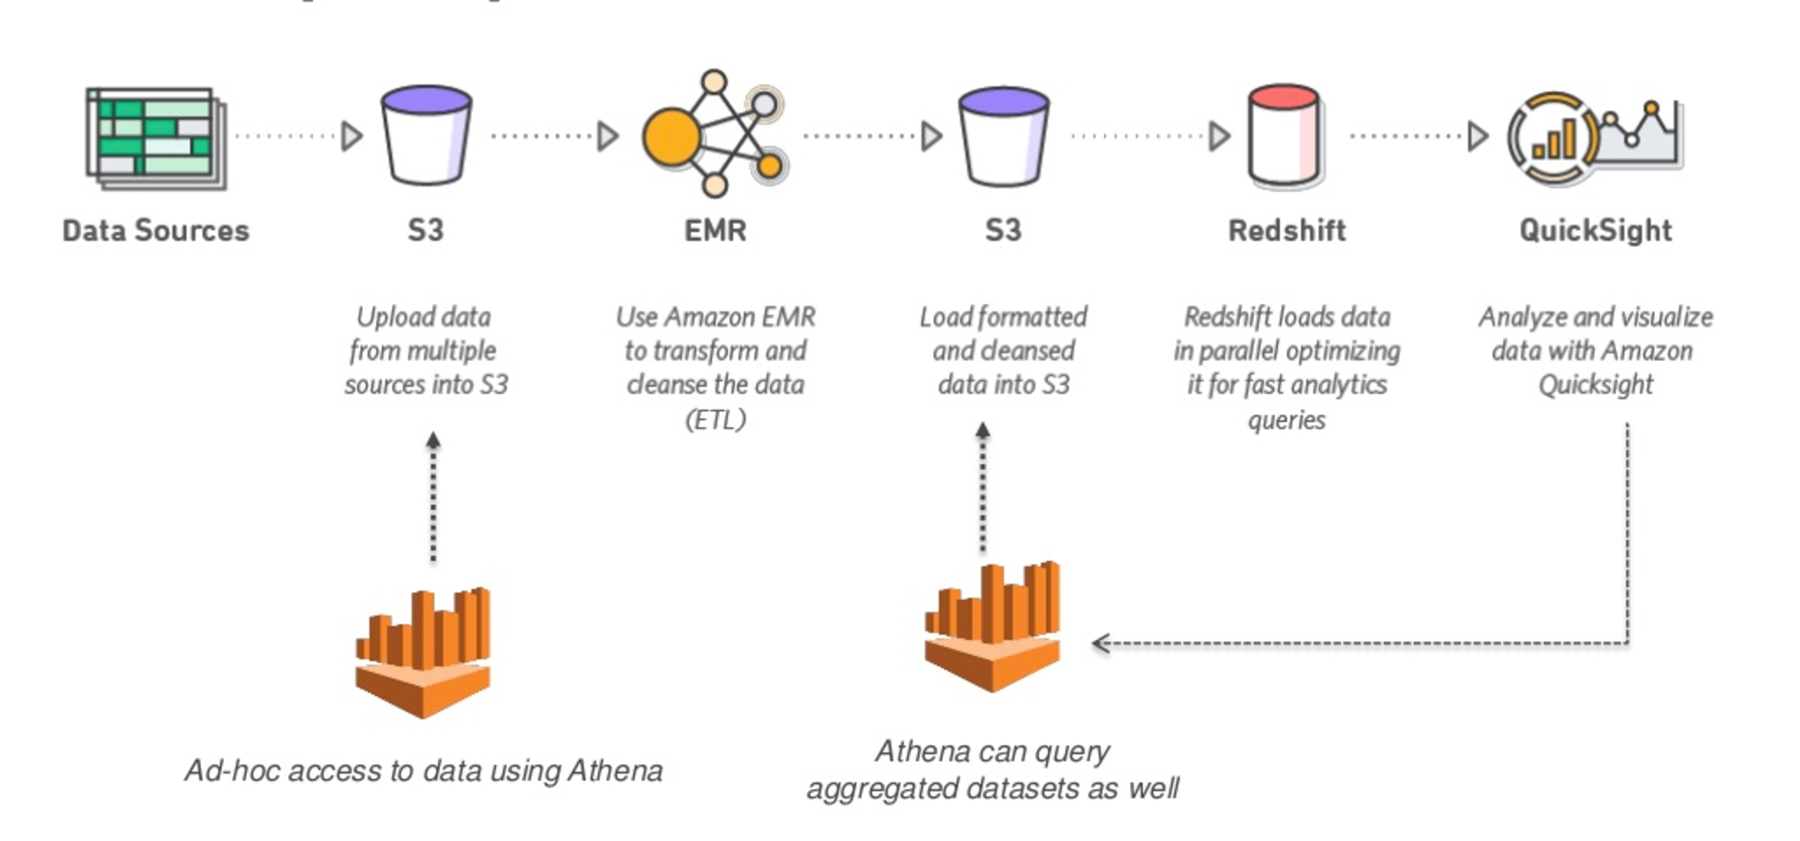 Data Sources
S3
EMR
S3
Redshift
QuickSight
Upload data
from multiple
sources into S3
Use Amazon EMR
to transform and
cleanse the data
(ETL)
Load formatted
and cleansed
data into S3
Redshift loads data
in parallel optimizing
it for fast analytics
queries
Analyze and visualize
data with Amazon
Quicksight
Ad-hoc access to data using Athena
Athena can query
aggregated datasets as well